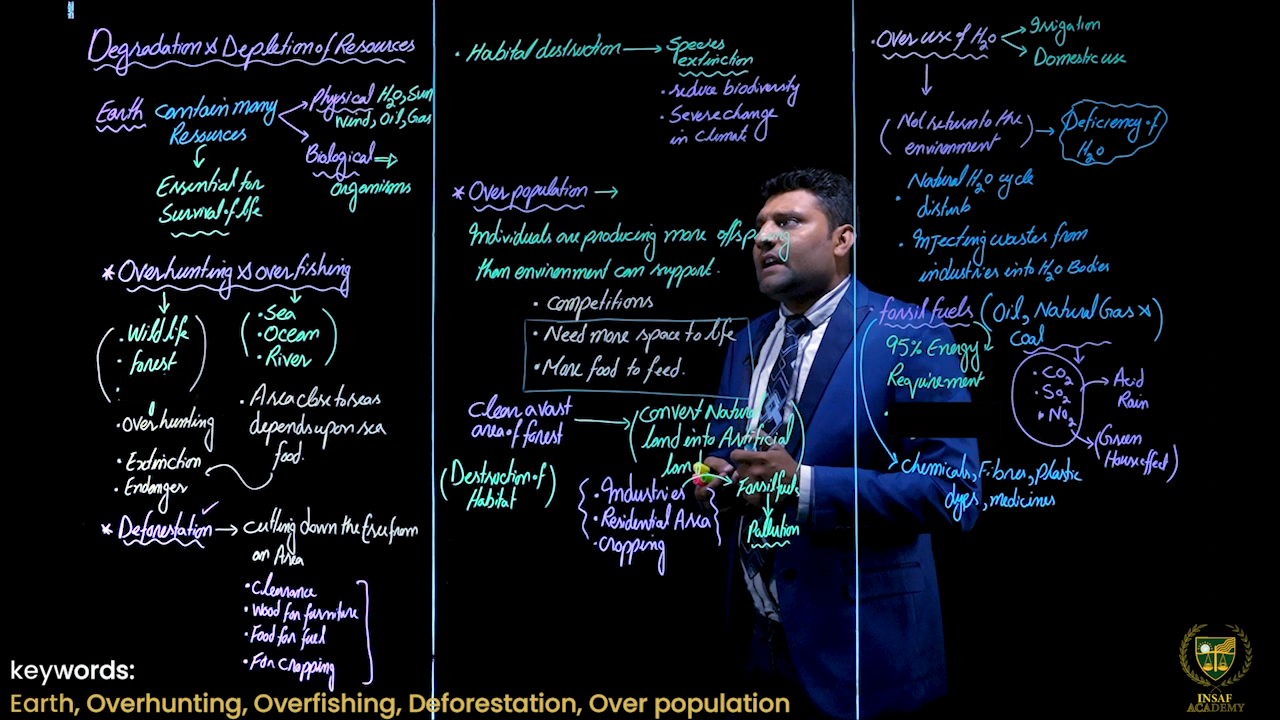 Degradation & Depletion of Resources
Earth contain many
Resources
Physical H2O, Sun
Wind, Oil, Gas
Biological ⇒
organisms
Essential for
Survival of life
* Over hunting & over fishing
• Wild life
• forest
•
• Sea
• Ocean
• River
• over hunting
• Extinction
• Endanges
• Area close to seas
depends upon sea
food.
* Deforestation → cutting down the from
an Area
• Clearance
• Wood for furniture
• Food for fuel
• For Cropping
• Habital destruction → Species
extinction
• reduce biodiversity
• Severe change
in climate
* Over population →
Individuals are producing more offspring
than environment can support.
• competitions
• Need more space to life
• More food to feed.
Clean a vast
area of forest
(convert Natural
land into Artificial
land)
(Destruction of
Habitat)
• Industries
• Residential Area
• Cropping
Fossil fuels
Pollution
• Over use of H2O
Irrigation
Domestic use
(Not return to the
environment) → Deficiency of
H2O
• Natural H2O cycle
disturb
• Injecting wastes from
industries into H2O Bodies
Fossil fuels (Oil, Natural Gas &
Coal)
95% Energy
Requirement
• CO2
• SO2
• NO2
Acid
Rain
(Green
House effect)
Chemicals, Fibres, plastic
dyes, medicines
keywords:
Earth, Overhunting, Overfishing, Deforestation, Over population
INSAF
ACADEMY